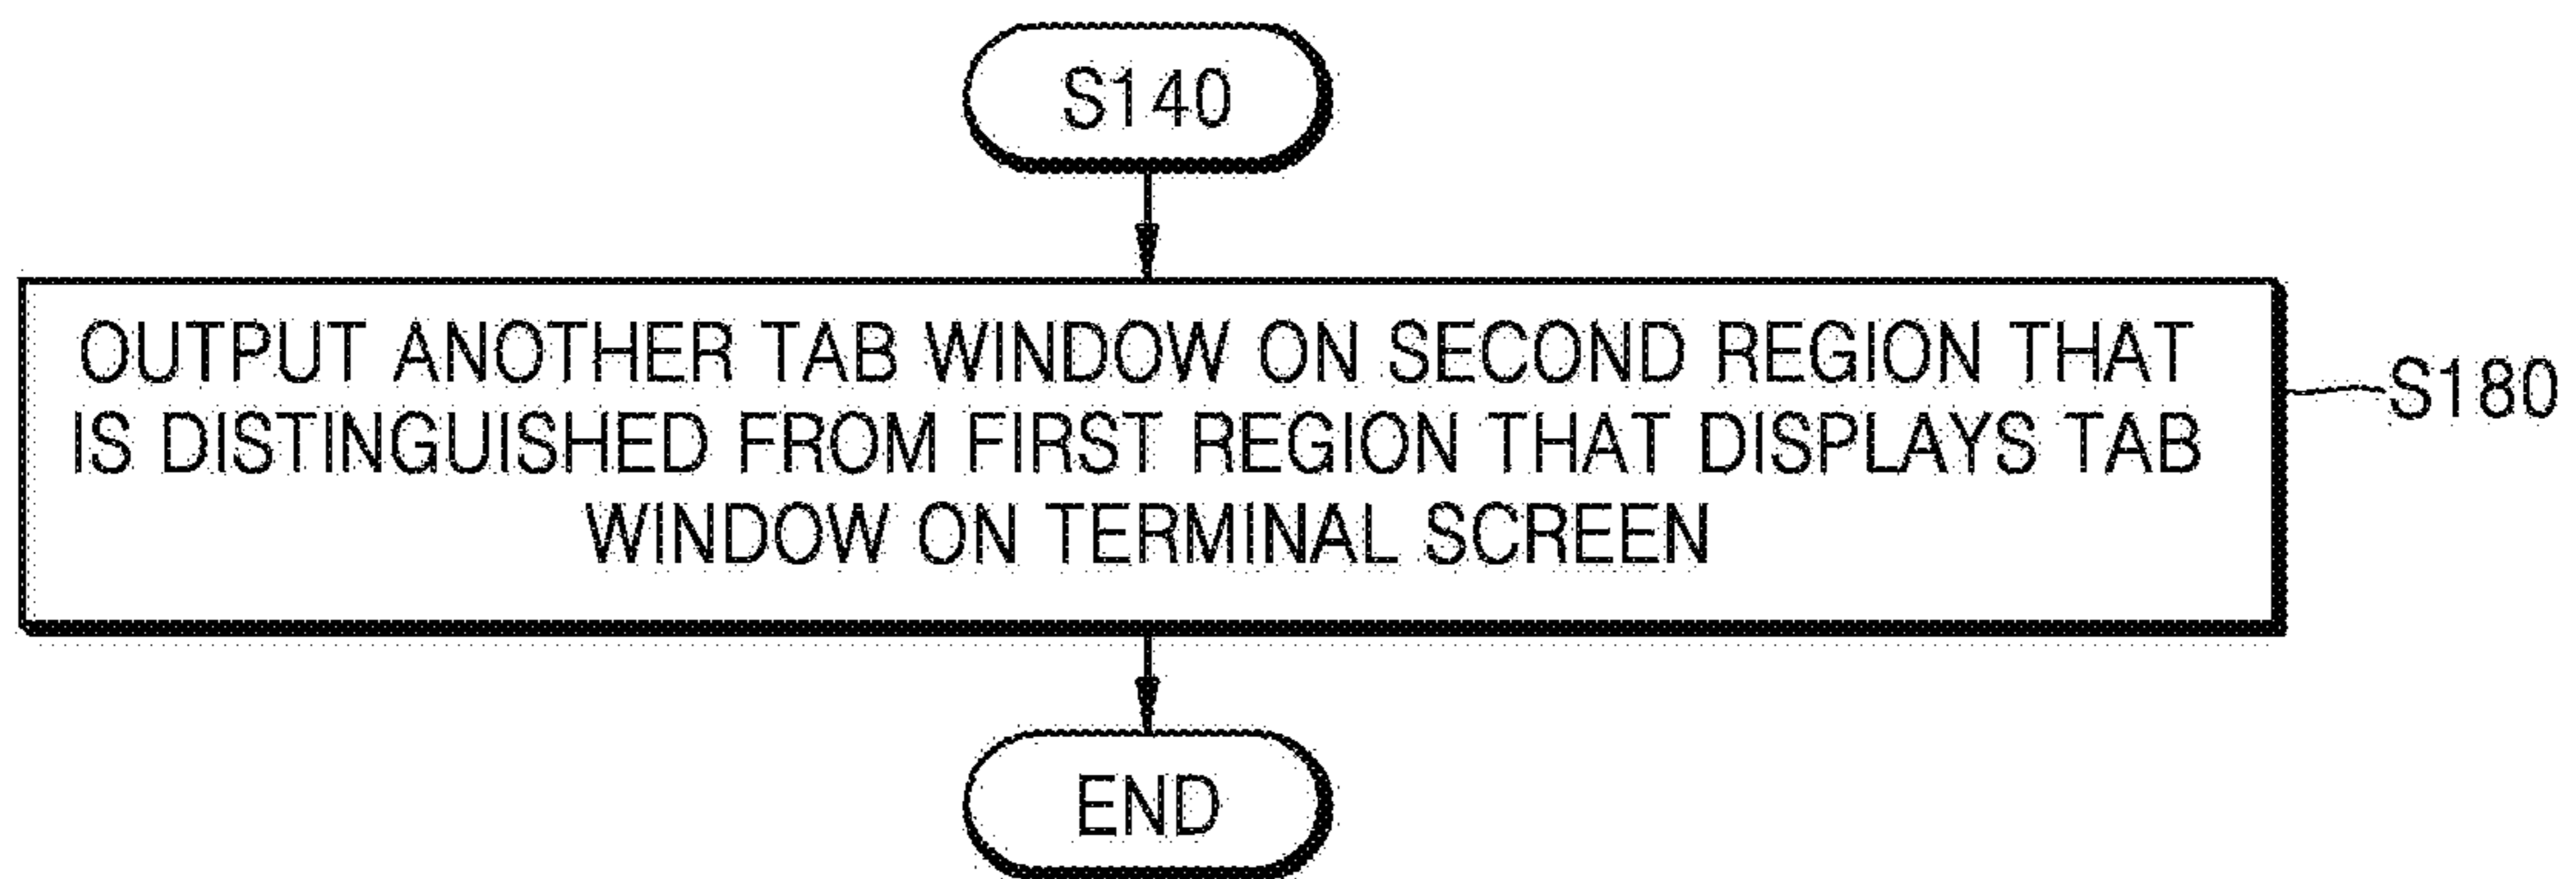 S140
OUTPUT ANOTHER TAB WINDOW ON SECOND REGION THAT
IS DISTINGUISHED FROM FIRST REGION THAT DISPLAYS TAB
WINDOW ON TERMINAL SCREEN
S180
END